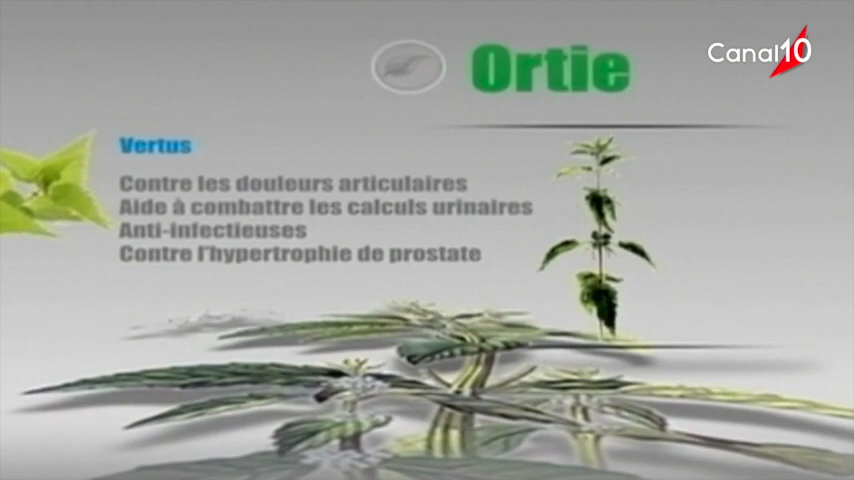 Ortie
Canal10
Vertus
Contre les douleurs articulaires
Aide à combattre les calculs urinaires
Anti-infectieuses
Contre l'hypertrophie de prostate